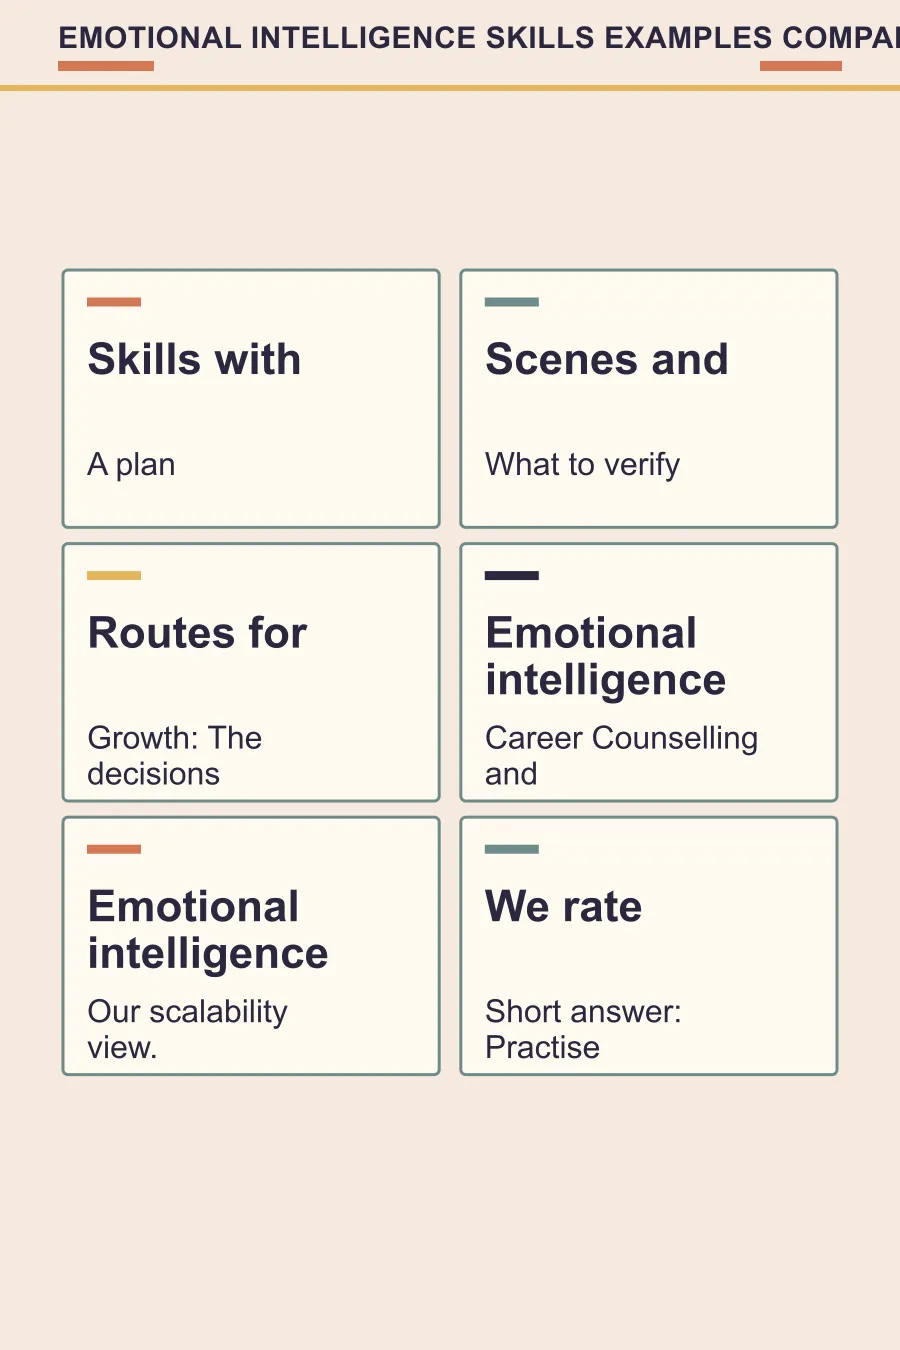 EMOTIONAL INTELLIGENCE SKILLS EXAMPLES
Skills with
A plan
Scenes and
What to verify
Routes for
Growth: The
decisions
Emotional
intelligence
Career Counselling
and
Emotional
intelligence
Our scalability
view.
We rate
Short answer:
Practise